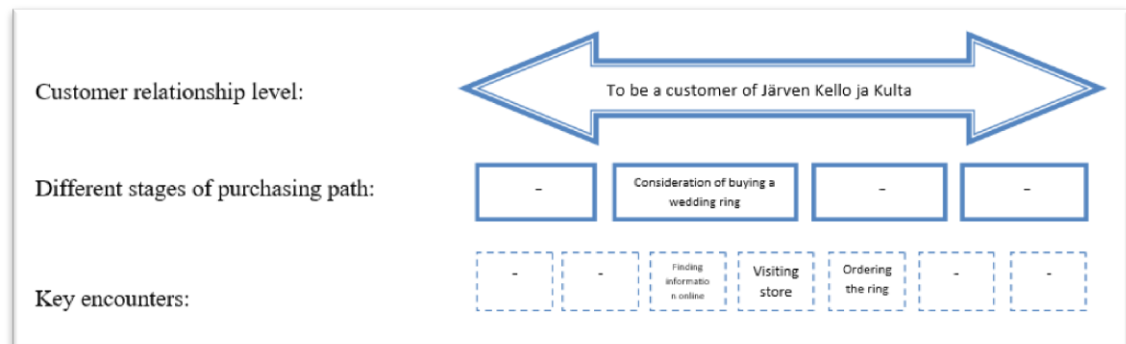 Customer relationship level:
To be a customer of Järven Kello ja Kulta
Different stages of purchasing path:
-
Consideration of buying a
wedding ring
-
-
Key encounters:
-
-
Finding
informatio
n online
Visiting
store
Ordering
the ring
-
-